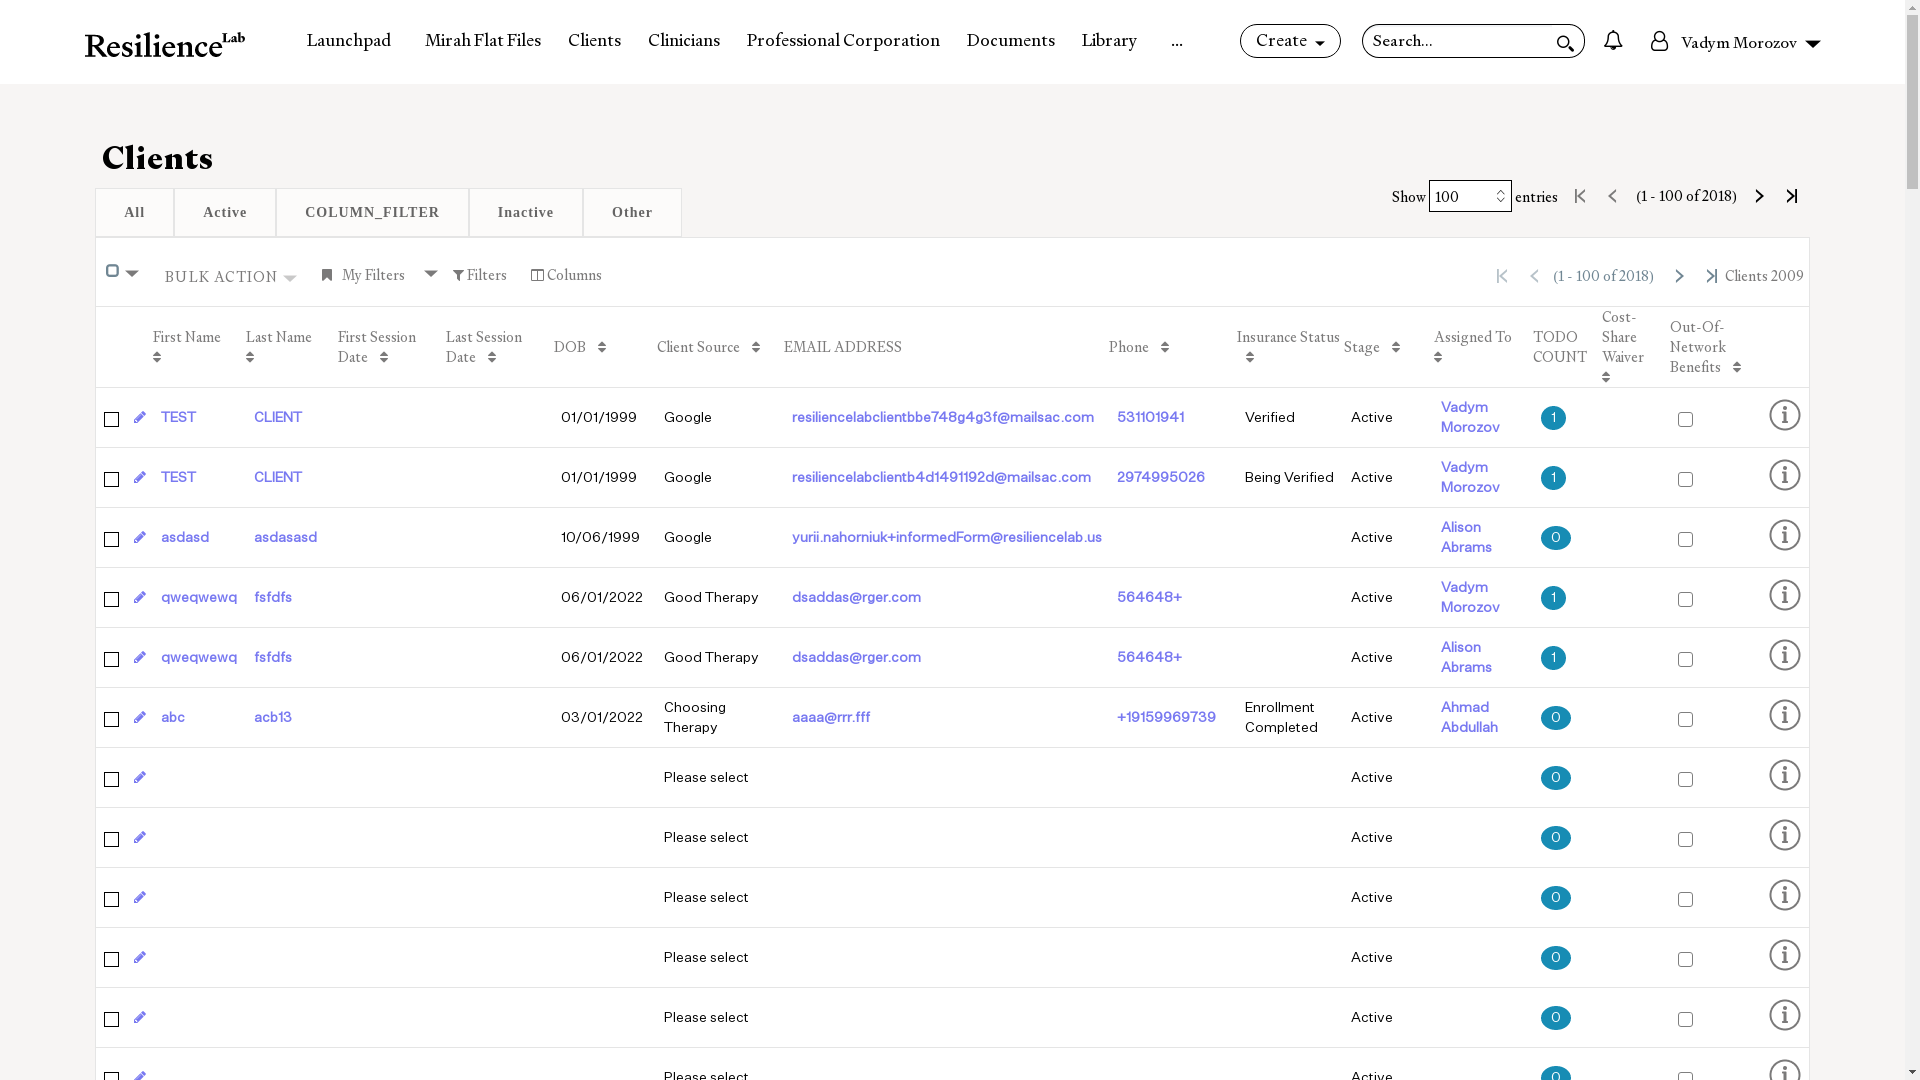 ResilienceLab Launchpad Mirah Flat Files Clients Clinicians Professional Corporation Documents Library ... Create Search... Vadym Morozov
Clients
All Active COLUMN_FILTER Inactive Other
Show 100 entries (1 - 100 of 2018)
BULK ACTION My Filters Filters Columns (1 - 100 of 2018) Clients 2009
First Name Last Name First Session Date Last Session Date DOB Client Source EMAIL ADDRESS Phone Insurance Status Stage Assigned To TODO COUNT Cost-Share Waiver Out-Of-Network Benefits
TEST CLIENT 01/01/1999 Google resiliencelabclientbbe748g4g3f@mailsac.com 531101941 Verified Active Vadym Morozov 1
TEST CLIENT 01/01/1999 Google resiliencelabclientb4d1491192d@mailsac.com 2974995026 Being Verified Active Vadym Morozov 1
asdasd asdasasd 10/06/1999 Google yurii.nahorniuk+informedForm@resiliencelab.us Active Alison Abrams 0
qweqwewq fsfdfs 06/01/2022 Good Therapy dsaddas@rger.com 564648+ Active Vadym Morozov 1
qweqwewq fsfdfs 06/01/2022 Good Therapy dsaddas@rger.com 564648+ Active Alison Abrams 1
abc acb13 03/01/2022 Choosing Therapy aaaa@rrr.fff +19159969739 Enrollment Completed Active Ahmad Abdullah 0
Please select Active 0
Please select Active 0
Please select Active 0
Please select Active 0
Please select Active 0
Please select Active 0